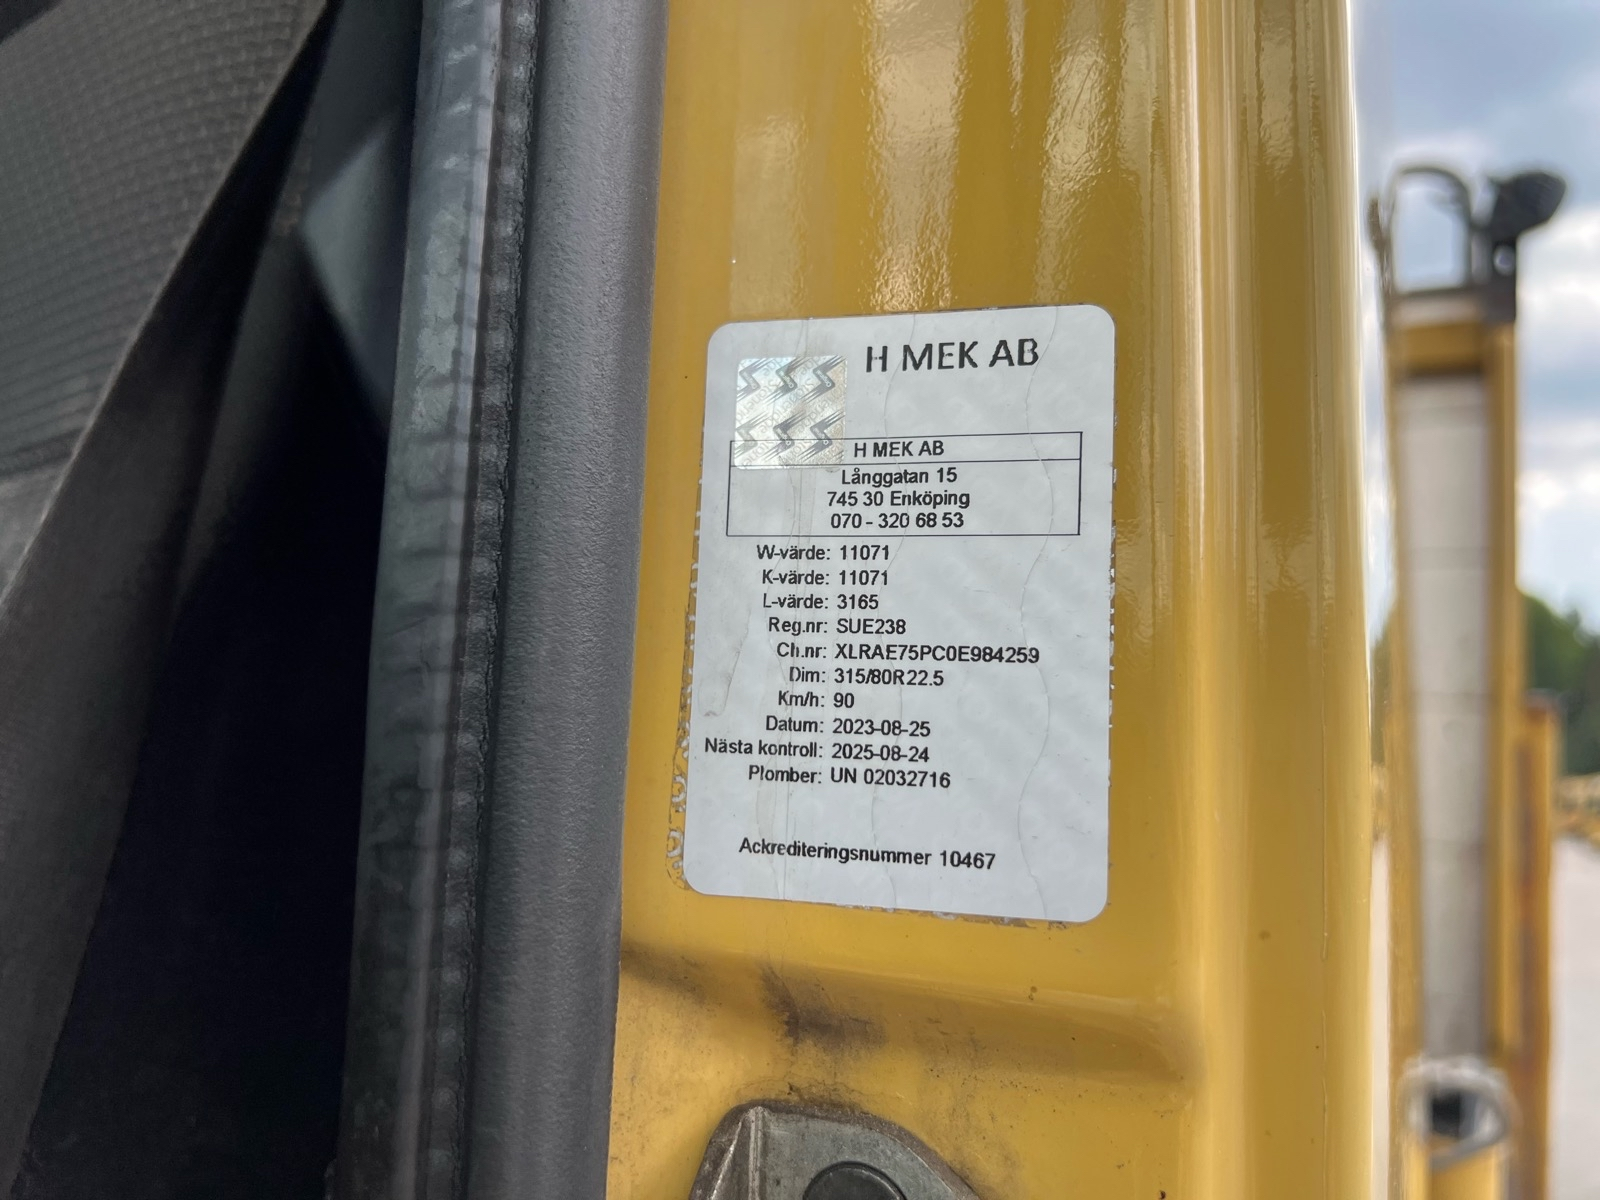 H MEK AB
H MEK AB
Långgatan 15
745 30 Enköping
070 - 320 68 53
W-värde: 11071
K-värde: 11071
L-värde: 3165
Reg.nr: SUE238
Ch.nr: XLRAE75PC0E984259
Dim: 315/80R22.5
Km/h: 90
Datum: 2023-08-25
Nästa kontroll: 2025-08-24
Plomber: UN 02032716
Ackrediteringsnummer 10467